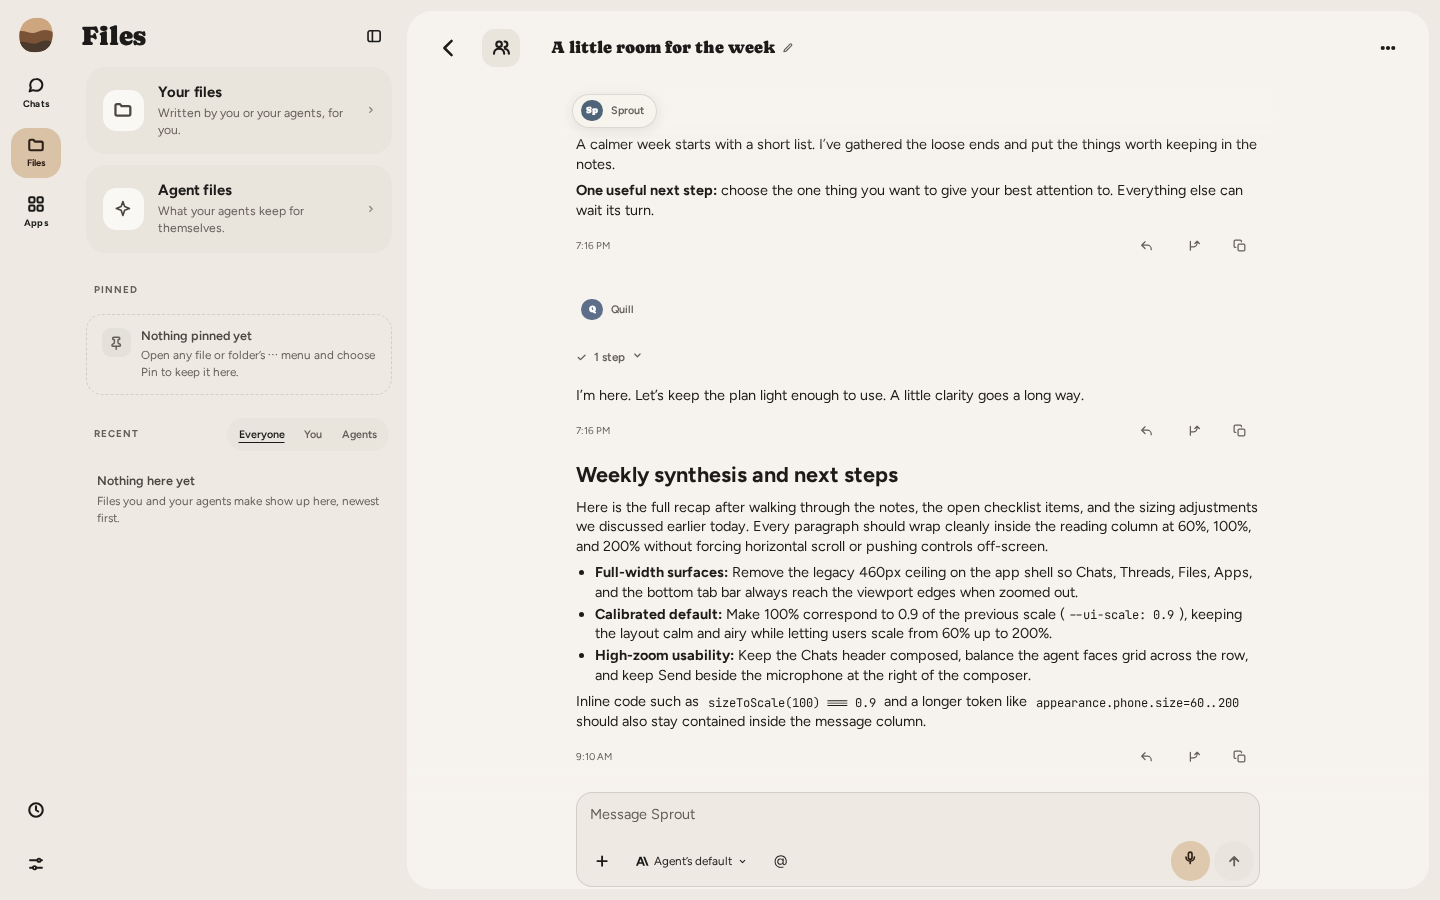 Files
Chats
Files
Apps
Your files
Written by you or your agents, for
you.
Agent files
What your agents keep for
themselves.
PINNED
Nothing pinned yet
Open any file or folder's ··· menu and choose
Pin to keep it here.
RECENT
Everyone You Agents
Nothing here yet
Files you and your agents make show up here, newest
first.
A little room for the week
Sp Sprout
A calmer week starts with a short list. I've gathered the loose ends and put the things worth keeping in the
notes.
One useful next step: choose the one thing you want to give your best attention to. Everything else can
wait its turn.
7:16 PM
Q Quill
1 step
I'm here. Let's keep the plan light enough to use. A little clarity goes a long way.
7:16 PM
Weekly synthesis and next steps
Here is the full recap after walking through the notes, the open checklist items, and the sizing adjustments
we discussed earlier today. Every paragraph should wrap cleanly inside the reading column at 60%, 100%,
and 200% without forcing horizontal scroll or pushing controls off-screen.
• Full-width surfaces: Remove the legacy 460px ceiling on the app shell so Chats, Threads, Files, Apps,
and the bottom tab bar always reach the viewport edges when zoomed out.
• Calibrated default: Make 100% correspond to 0.9 of the previous scale ( --ui-scale: 0.9 ), keeping
the layout calm and airy while letting users scale from 60% up to 200%.
• High-zoom usability: Keep the Chats header composed, balance the agent faces grid across the row,
and keep Send beside the microphone at the right of the composer.
Inline code such as sizeToScale(100) === 0.9 and a longer token like appearance.phone.size=60..200
should also stay contained inside the message column.
9:10 AM
Message Sprout
A\ Agent's default @